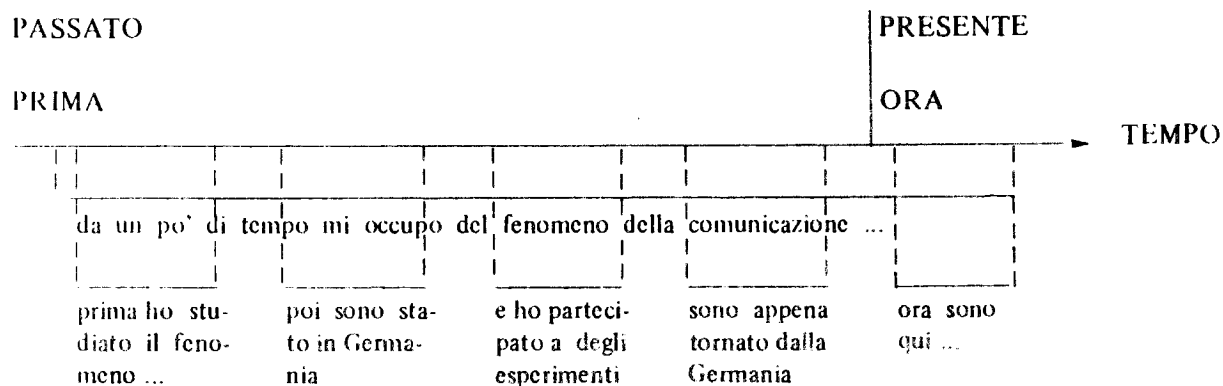 PASSATO
PRESENTE
PRIMA
ORA
TEMPO
da un po' di tempo mi occupo del fenomeno della comunicazione ...
prima ho stu-
diato il feno-
meno ...
poi sono sta-
to in Germa-
nia
e ho parteci-
pato a degli
esperimenti
sono appena
tornato dalla
Germania
ora sono
qui ...